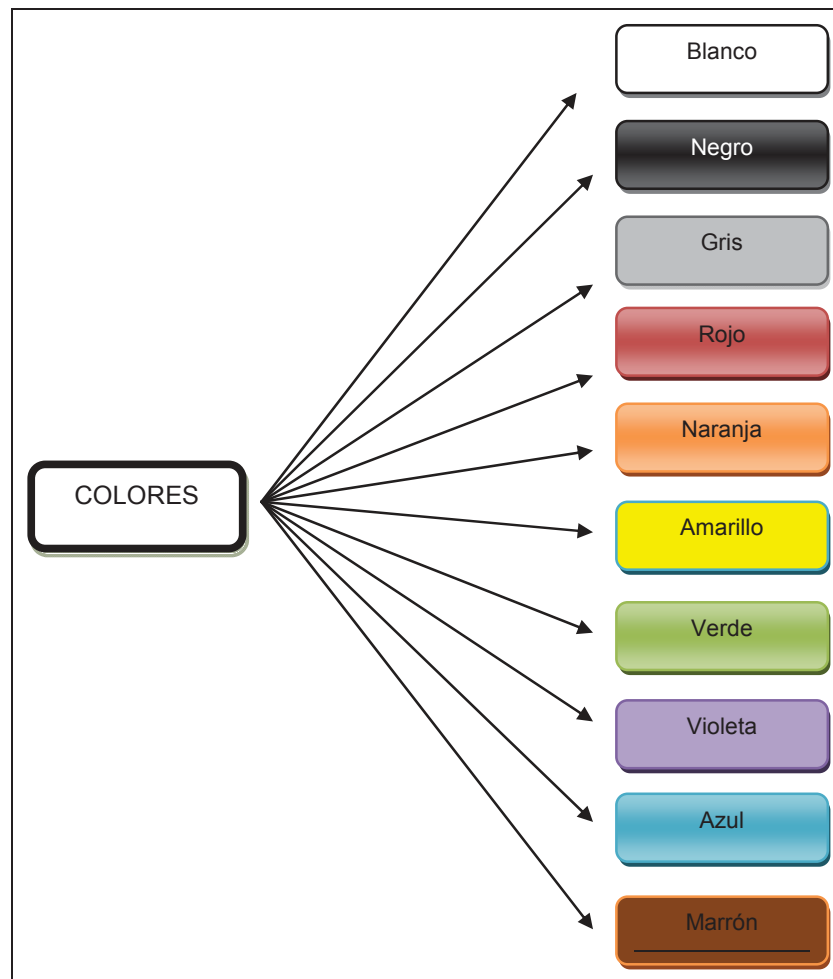 Blanco
Negro
Gris
Rojo
Naranja
COLORES
Amarillo
Verde
Violeta
Azul
Marrón